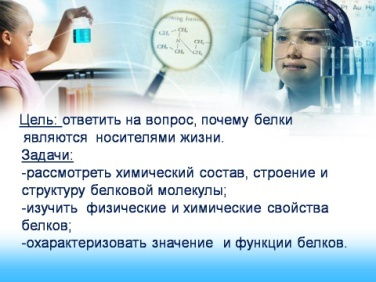 Цель: ответить на вопрос, почему белки
являются носителями жизни.
Задачи:
-рассмотреть химический состав, строение и
структуру белковой молекулы;
-изучить физические и химические свойства
белков;
-охарактеризовать значение и функции белков.